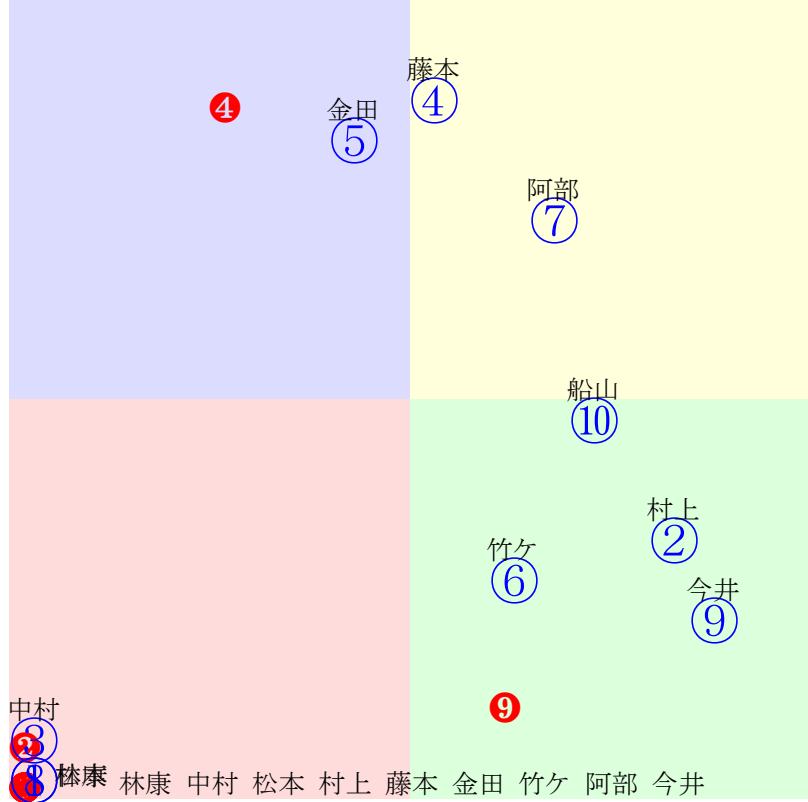 藤本
❹ ④
金田
⑤
阿部
⑦
船山
⑩
村上
②
竹ケ
⑥
今井
⑨
❾
中村
③
林康 中村 松本 村上 藤本 金田 竹ケ 阿部 今井